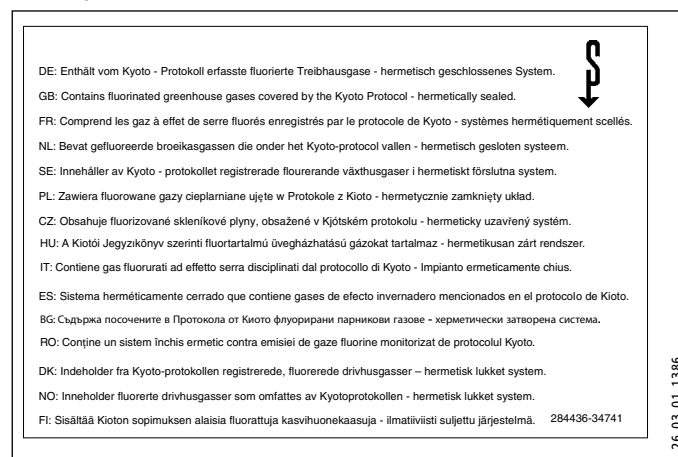 DE: Enthält vom Kyoto - Protokoll erfasste fluorierte Treibhausgase - hermetisch geschlossenes System.
GB: Contains fluorinated greenhouse gases covered by the Kyoto Protocol - hermetically sealed.
FR: Comprend les gaz à effet de serre fluorés enregistrés par le protocole de Kyoto - systèmes hermétiquement scellés.
NL: Bevat gefluoreerde broeikasgassen die onder het Kyoto-protocol vallen - hermetisch gesloten systeem.
SE: Innehåller av Kyoto - protokollet registrerade flourerande växthusgaser i hermetiskt förslutna system.
PL: Zawiera fluorowane gazy cieplarniane ujęte w Protokole z Kioto - hermetycznie zamknięty układ.
CZ: Obsahuje fluorizované skleníkové plyny, obsažené v Kjótském protokolu - hermeticky uzavřený systém.
HU: A Kiotói Jegyzıkönyv szerinti fluortartalmú üvegházhatású gázokat tartalmaz - hermetikusan zárt rendszer.
IT: Contiene gas fluorurati ad effetto serra disciplinati dal protocollo di Kyoto - Impianto ermeticamente chius.
ES: Sistema herméticamente cerrado que contiene gases de efecto invernadero mencionados en el protocolo de Kioto.
BG: Съдържа посочените в Протокола от Киото флуорирани парникови газове - херметически затворена система.
RO: Conține un sistem închis ermetic contra emisiei de gaze fluorine monitorizat de protocolul Kyoto.
DK: Indeholder fra Kyoto-protokollen registrerede, fluorerede drivhusgasser – hermetisk lukket system.
NO: Inneholder fluorerte drivhusgasser som omfattes av Kyotoprotokollen - hermetisk lukket system.
FI: Sisältää Kioton sopimuksen alaisia fluorattuja kasvihuonekaasuja - ilmatiiviisti suljettu järjestelmä. 284436-34741
26_03_01_1386